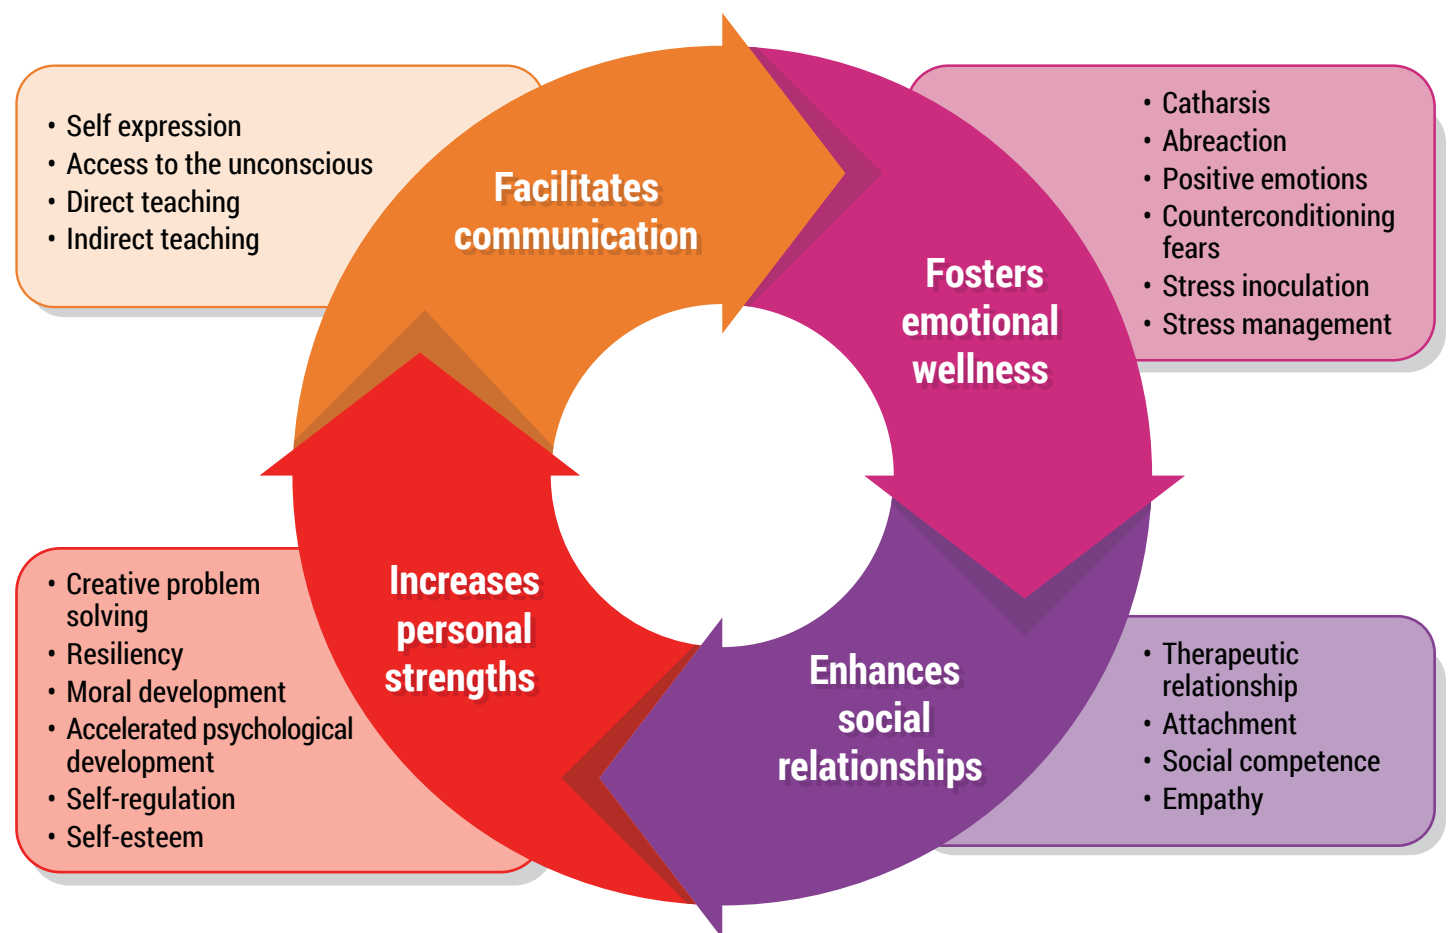 • Self expression
• Access to the unconscious
• Direct teaching
• Indirect teaching
Facilitates
communication
• Catharsis
• Abreaction
• Positive emotions
• Counterconditioning
fears
• Stress inoculation
• Stress management
Fosters
emotional
wellness
• Creative problem
solving
• Resiliency
• Moral development
• Accelerated psychological
development
• Self-regulation
• Self-esteem
Increases
personal
strengths
Enhances
social
relationships
• Therapeutic
relationship
• Attachment
• Social competence
• Empathy